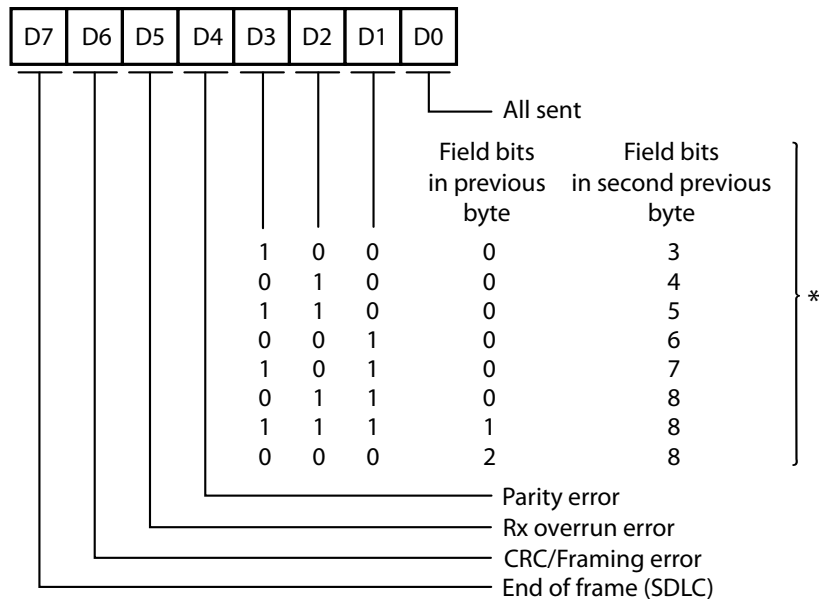 D7 D6 D5 D4 D3 D2 D1 D0
All sent
Field bits Field bits
in previous in second previous
byte byte
1 0 0 0 3
0 1 0 0 4
1 1 0 0 5
0 0 1 0 6
1 0 1 0 7
0 1 1 0 8
1 1 1 1 8
0 0 0 2 8
*
Parity error
Rx overrun error
CRC/Framing error
End of frame (SDLC)